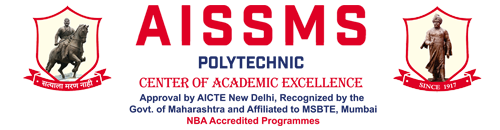 AISSMS
POLYTECHNIC
CENTER OF ACADEMIC EXCELLENCE
Approval by AICTE New Delhi, Recognized by the
Govt. of Maharashtra and Affiliated to MSBTE, Mumbai
NBA Accredited Programmes
सत्याला मरण नाही
SINCE 1917